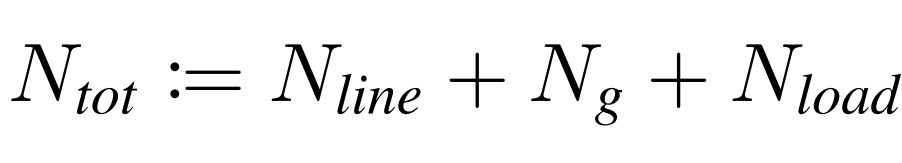 N_{tot} := N_{line} + N_g + N_{load}